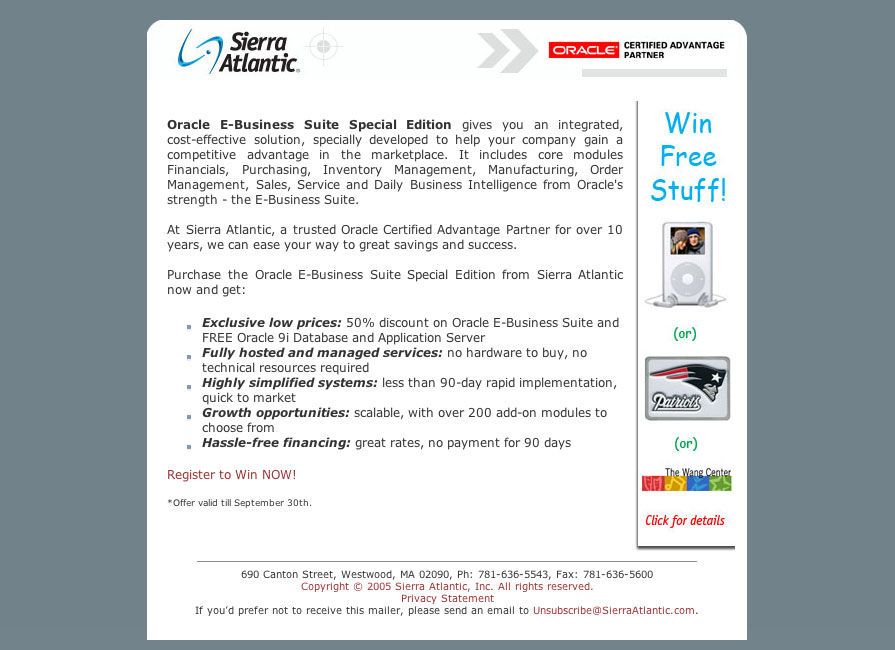 Sierra
Atlantic
ORACLE CERTIFIED ADVANTAGE
PARTNER
Oracle E-Business Suite Special Edition gives you an integrated,
cost-effective solution, specially developed to help your company gain a
competitive advantage in the marketplace. It includes core modules
Financials, Purchasing, Inventory Management, Manufacturing, Order
Management, Sales, Service and Daily Business Intelligence from Oracle's
strength - the E-Business Suite.
At Sierra Atlantic, a trusted Oracle Certified Advantage Partner for over 10
years, we can ease your way to great savings and success.
Purchase the Oracle E-Business Suite Special Edition from Sierra Atlantic
now and get:
Exclusive low prices: 50% discount on Oracle E-Business Suite and
FREE Oracle 9i Database and Application Server
Fully hosted and managed services: no hardware to buy, no
technical resources required
Highly simplified systems: less than 90-day rapid implementation,
quick to market
Growth opportunities: scalable, with over 200 add-on modules to
choose from
Hassle-free financing: great rates, no payment for 90 days
Register to Win NOW!
*Offer valid till September 30th.
Win
Free
Stuff!
(or)
Patriots
(or)
The Wang Center
Click for details
690 Canton Street, Westwood, MA 02090, Ph: 781-636-5543, Fax: 781-636-5600
Copyright © 2005 Sierra Atlantic, Inc. All rights reserved.
Privacy Statement
If you’d prefer not to receive this mailer, please send an email to Unsubscribe@SierraAtlantic.com.